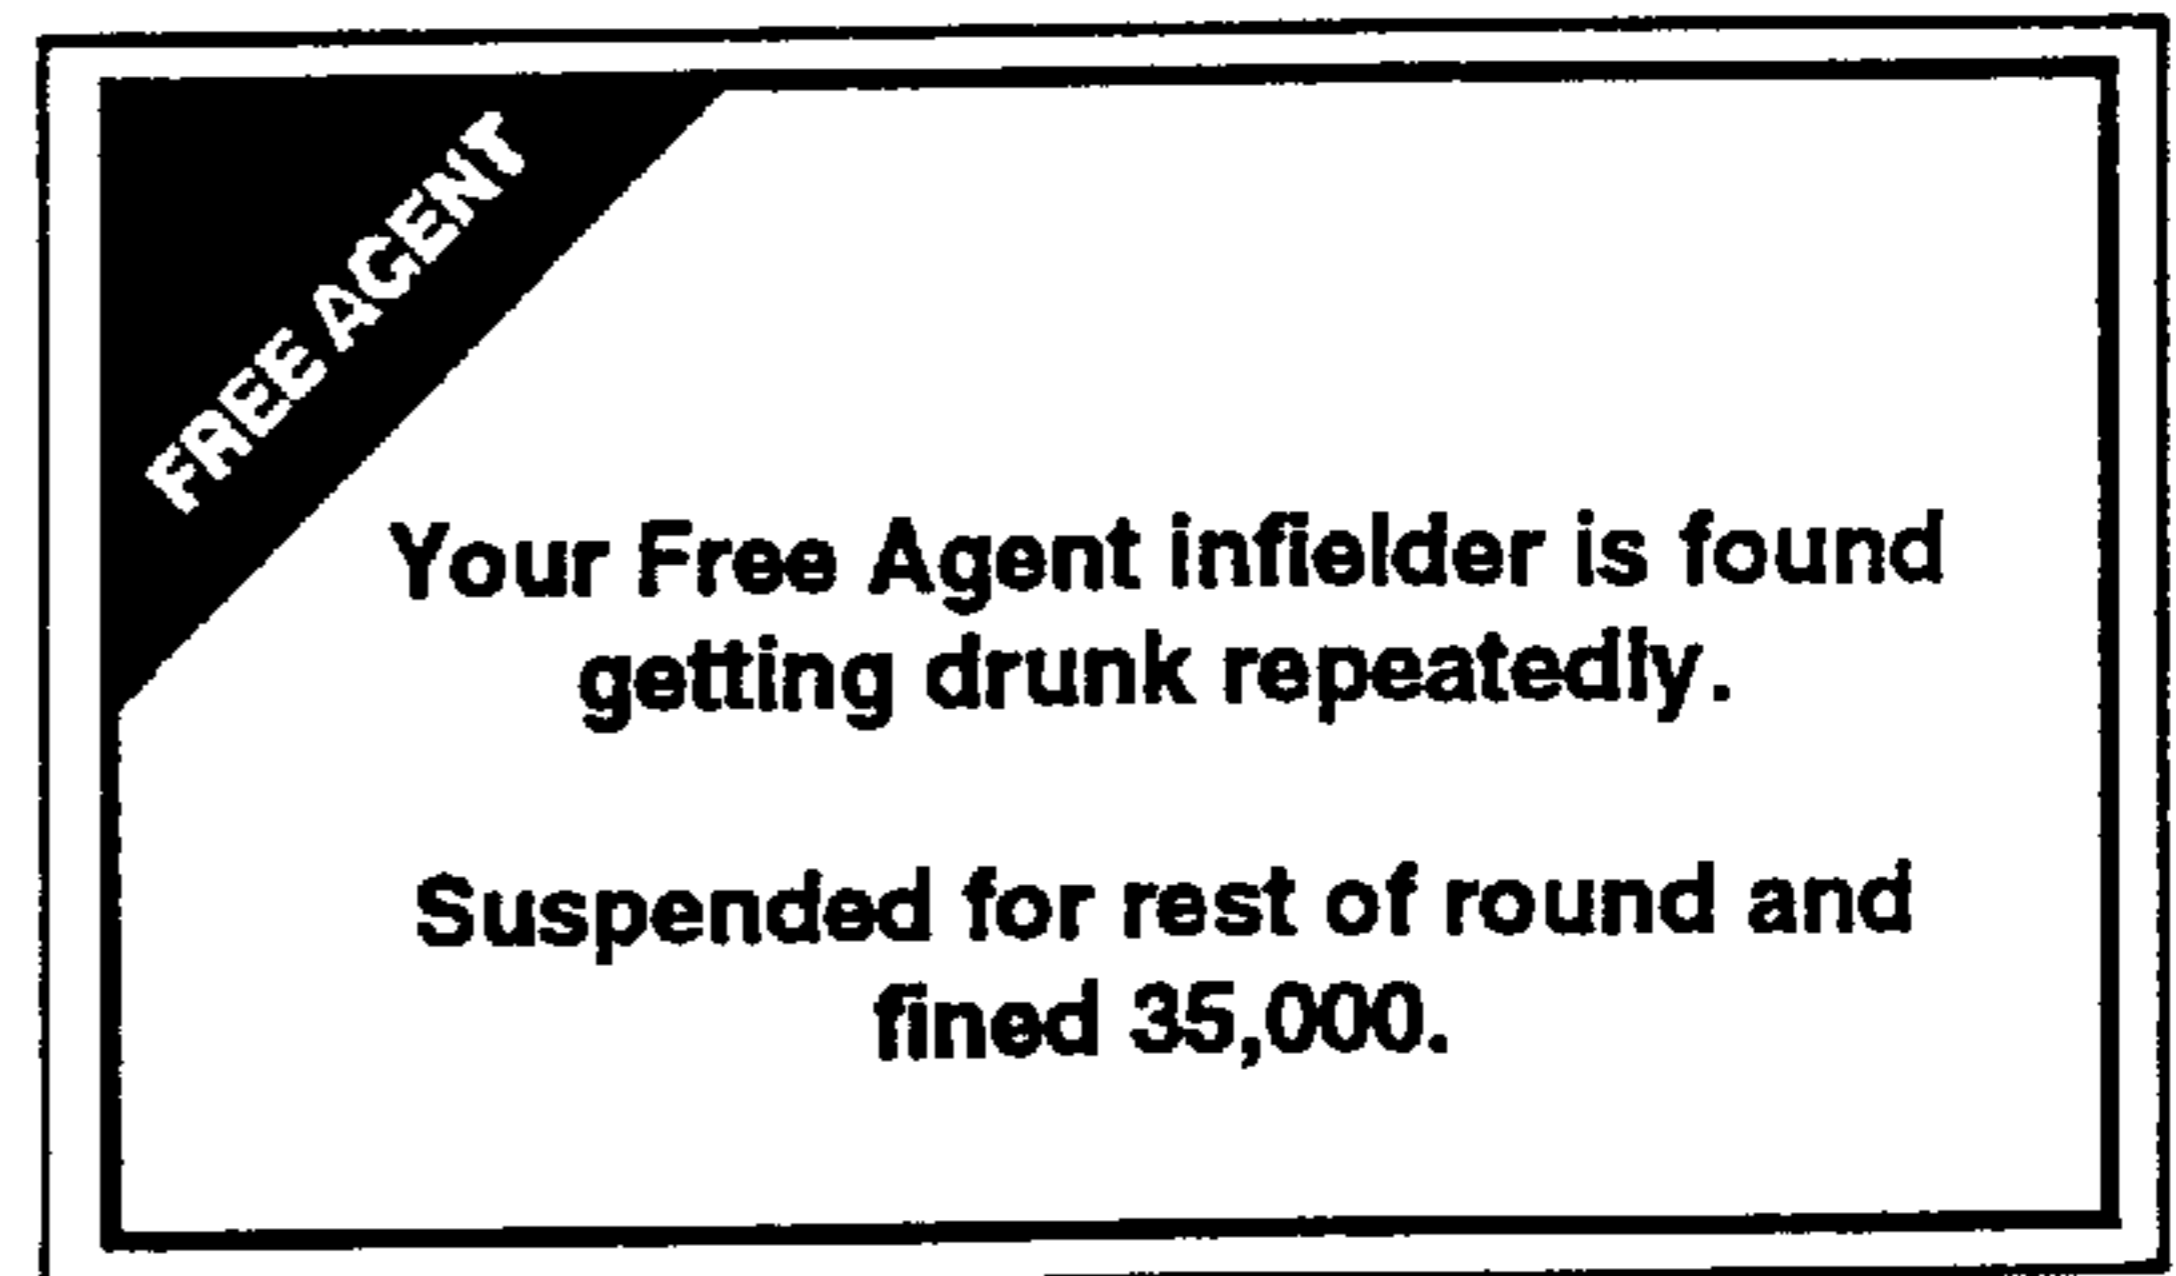 FREE AGENT
Your Free Agent infielder is found
getting drunk repeatedly.
Suspended for rest of round and
fined 35,000.